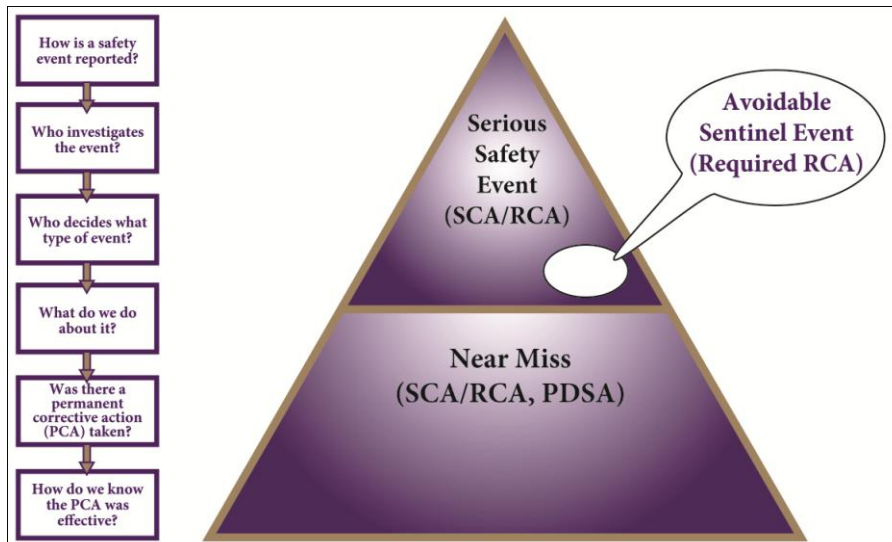 How is a safety
event reported?
Who investigates
the event?
Who decides what
type of event?
What do we do
about it?
Was there a
permanent
corrective action
(PCA) taken?
How do we know
the PCA was
effective?
Serious
Safety
Event
(SCA/RCA)
Avoidable
Sentinel Event
(Required RCA)
Near Miss
(SCA/RCA, PDSA)